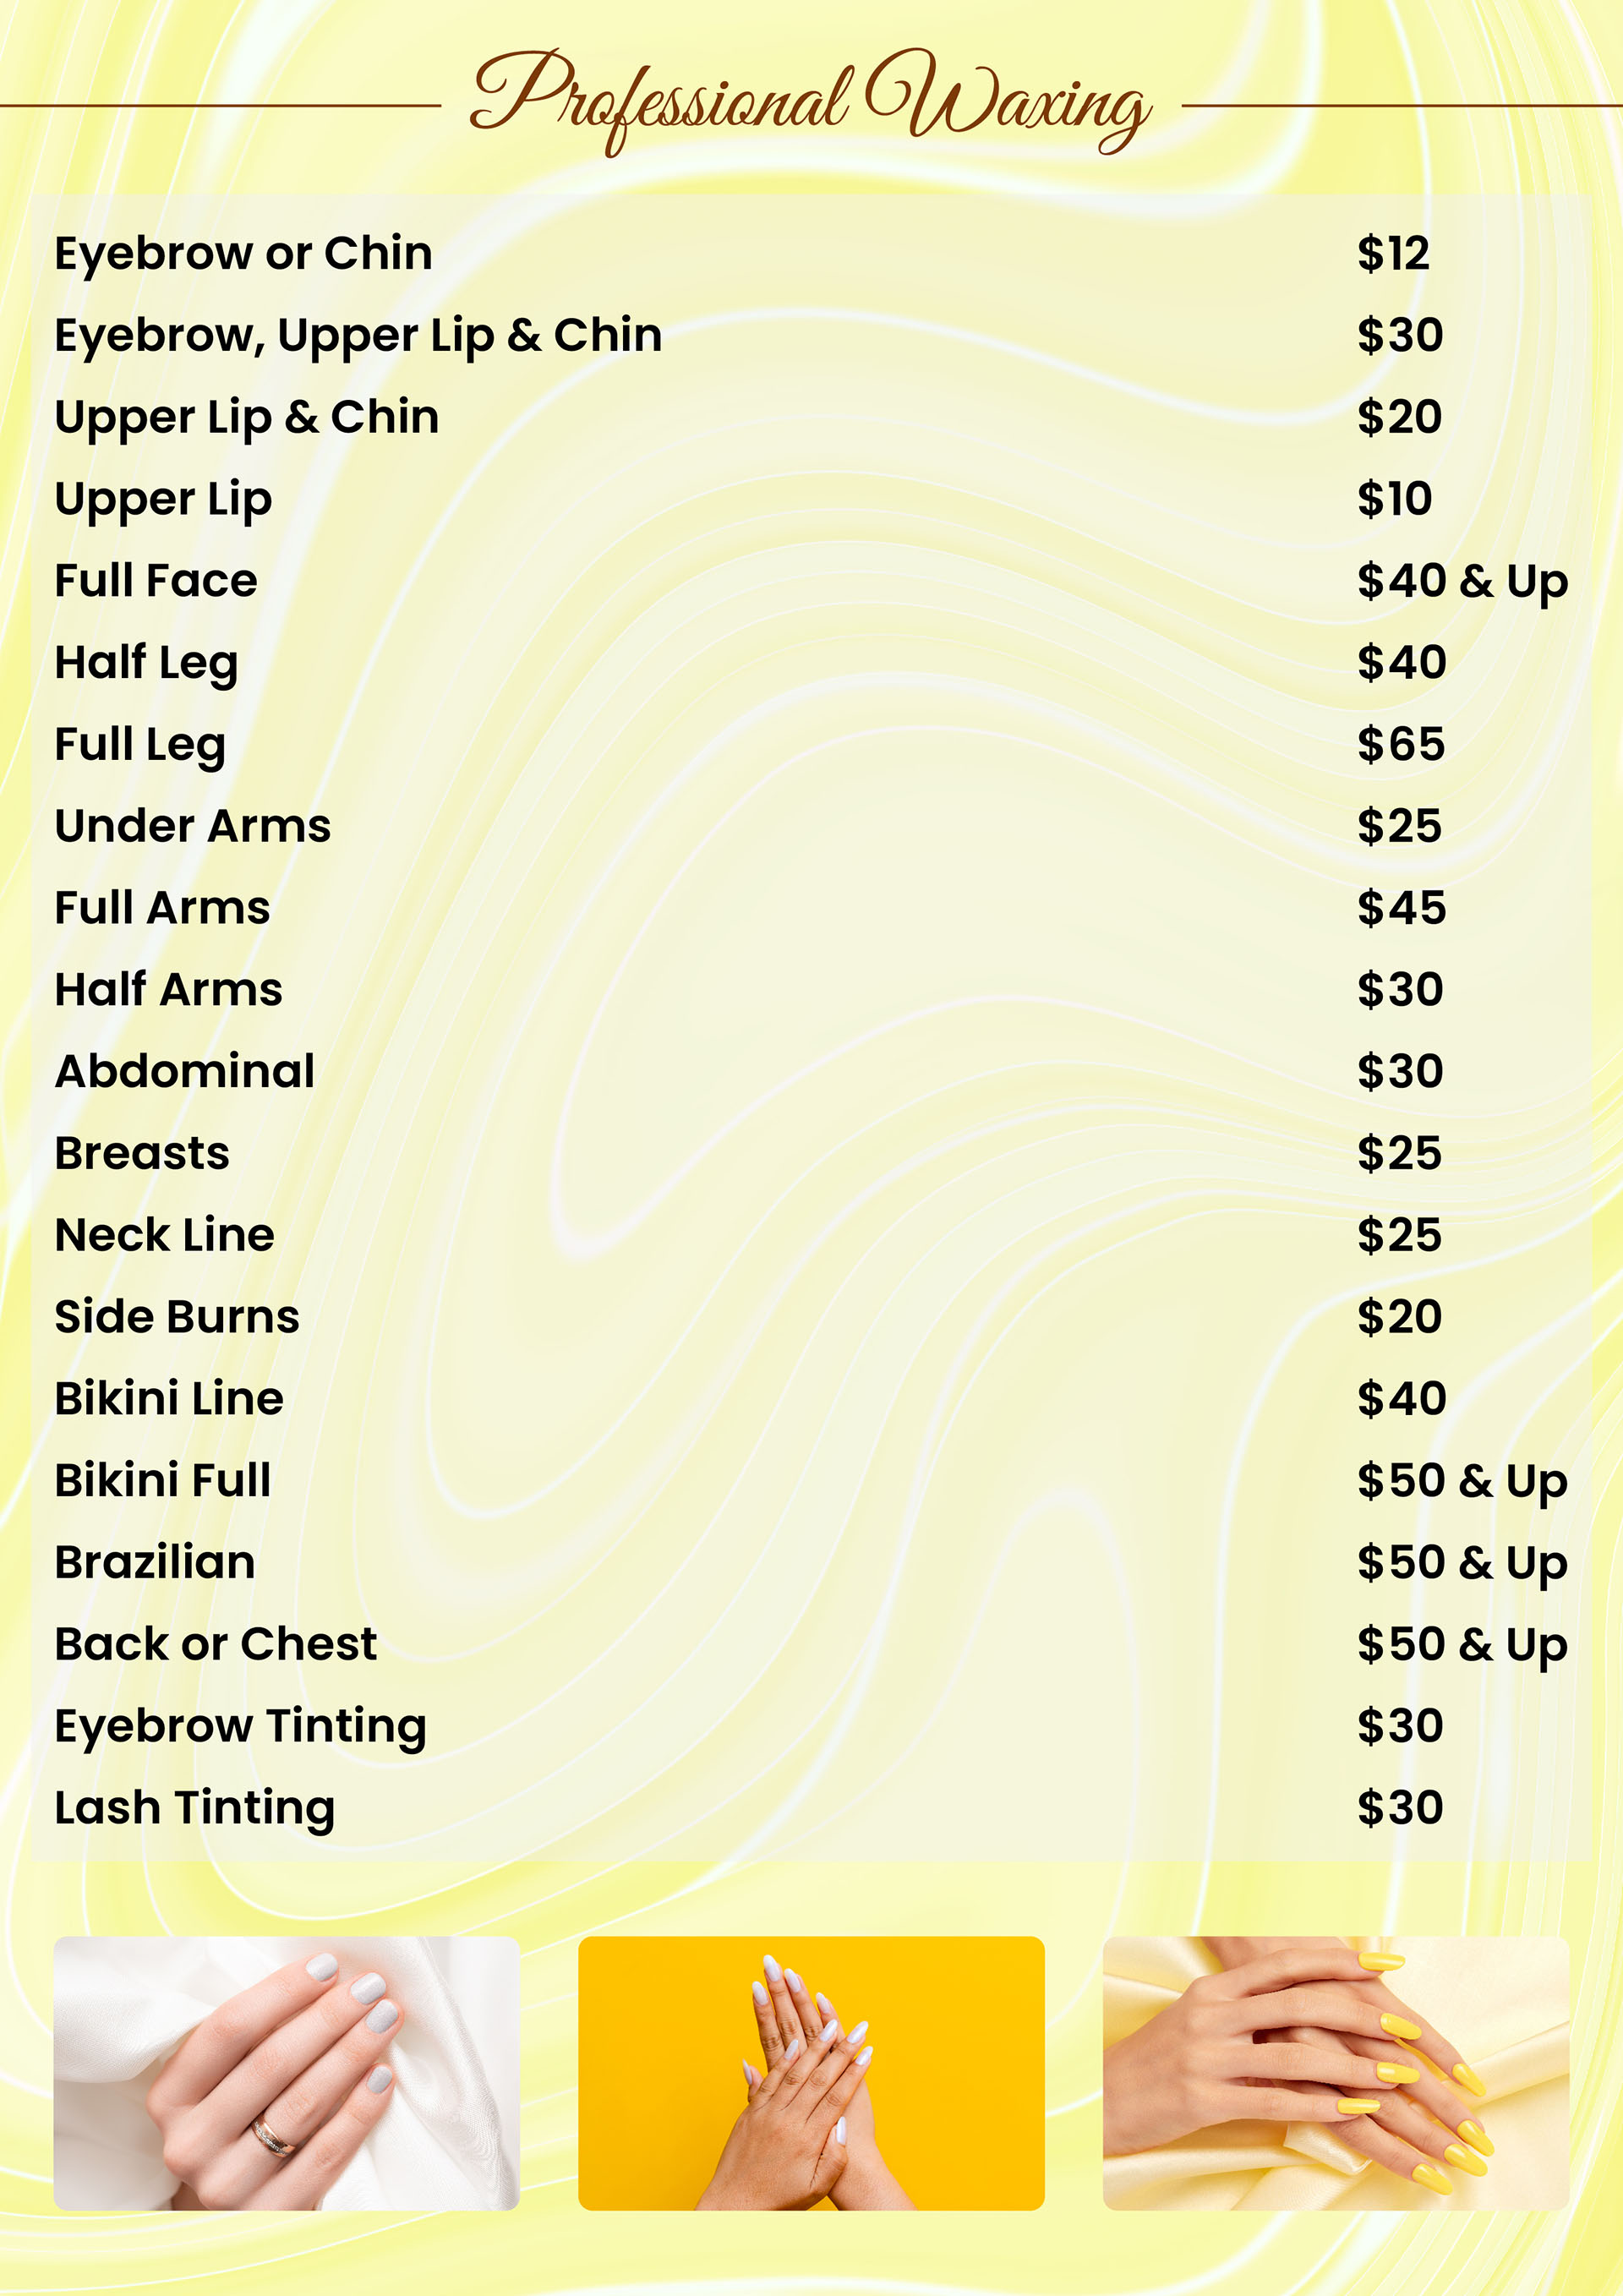 Professional Waxing
Eyebrow or Chin $12
Eyebrow, Upper Lip & Chin $30
Upper Lip & Chin $20
Upper Lip $10
Full Face $40 & Up
Half Leg $40
Full Leg $65
Under Arms $25
Full Arms $45
Half Arms $30
Abdominal $30
Breasts $25
Neck Line $25
Side Burns $20
Bikini Line $40
Bikini Full $50 & Up
Brazilian $50 & Up
Back or Chest $50 & Up
Eyebrow Tinting $30
Lash Tinting $30